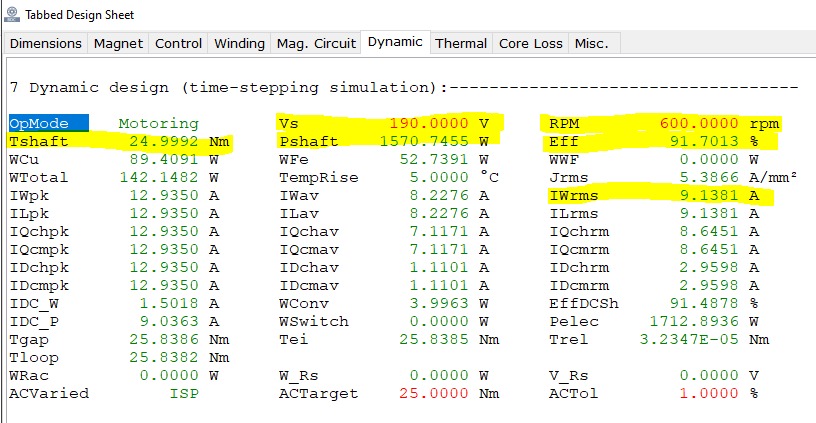 Tabbed Design Sheet
Dimensions Magnet Control Winding Mag. Circuit Dynamic Thermal Core Loss Misc.
7 Dynamic design (time-stepping simulation):-----------------------------------
OpMode Motoring Vs 190.0000 V RPM 600.0000 rpm
Tshaft 24.9992 Nm Pshaft 1570.7455 W Eff 91.7013 %
WCu 89.4091 W WFe 52.7391 W WWF 0.0000 W
WTotal 142.1482 W TempRise 5.0000 °C Jrms 5.3866 A/mm²
IWpk 12.9350 A IWav 8.2276 A IWrms 9.1381 A
ILpk 12.9350 A ILav 8.2276 A ILrms 9.1381 A
IQchpk 12.9350 A IQchav 7.1171 A IQchrm 8.6451 A
IQcmpk 12.9350 A IQcmav 7.1171 A IQcmrm 8.6451 A
IDchpk 12.9350 A IDchav 1.1101 A IDchrm 2.9598 A
IDcmpk 12.9350 A IDcmav 1.1101 A IDcmrm 2.9598 A
IDC_W 1.5018 A WConv 3.9963 W EffDCSh 91.4878 %
IDC_P 9.0363 A WSwitch 0.0000 W Pelec 1712.8936 W
Tgap 25.8386 Nm Tei 25.8385 Nm Trel 3.2347E-05 Nm
Tloop 25.8382 Nm
WRac 0.0000 W W_Rs 0.0000 W V_Rs 0.0000 V
ACVaried ISP ACTarget 25.0000 Nm ACTol 1.0000 %